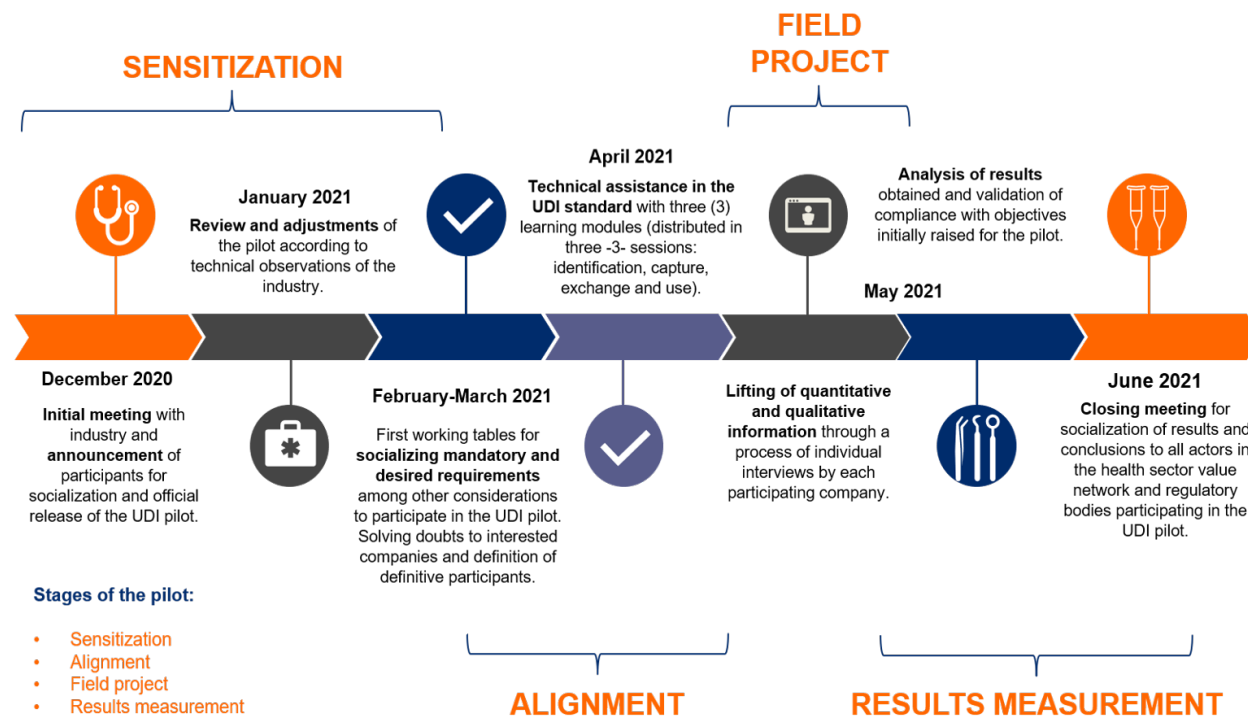 SENSITIZATION
FIELD
PROJECT
December 2020
Initial meeting with
industry and
announcement of
participants for
socialization and official
release of the UDI pilot.
January 2021
Review and adjustments of
the pilot according to
technical observations of the
industry.
February-March 2021
First working tables for
socializing mandatory and
desired requirements
among other considerations
to participate in the UDI pilot.
Solving doubts to interested
companies and definition of
definitive participants.
April 2021
Technical assistance in the
UDI standard with three (3)
learning modules (distributed in
three -3- sessions:
identification, capture,
exchange and use).
May 2021
Lifting of quantitative
and qualitative
information through a
process of individual
interviews by each
participating company.
Analysis of results
obtained and validation of
compliance with objectives
initially raised for the pilot.
June 2021
Closing meeting for
socialization of results and
conclusions to all actors in
the health sector value
network and regulatory
bodies participating in the
UDI pilot.
Stages of the pilot:
• Sensitization
• Alignment
• Field project
• Results measurement
ALIGNMENT
RESULTS MEASUREMENT